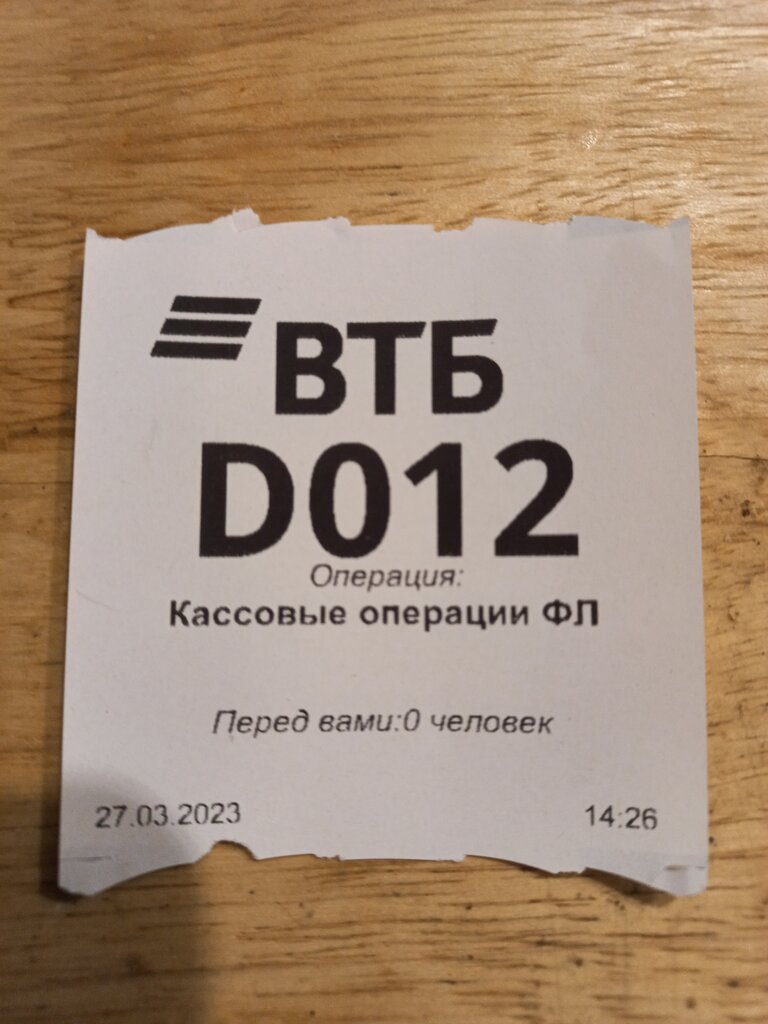 ВТБ
D012
Операция:
Кассовые операции ФЛ
Перед вами:0 человек
27.03.2023 14:26